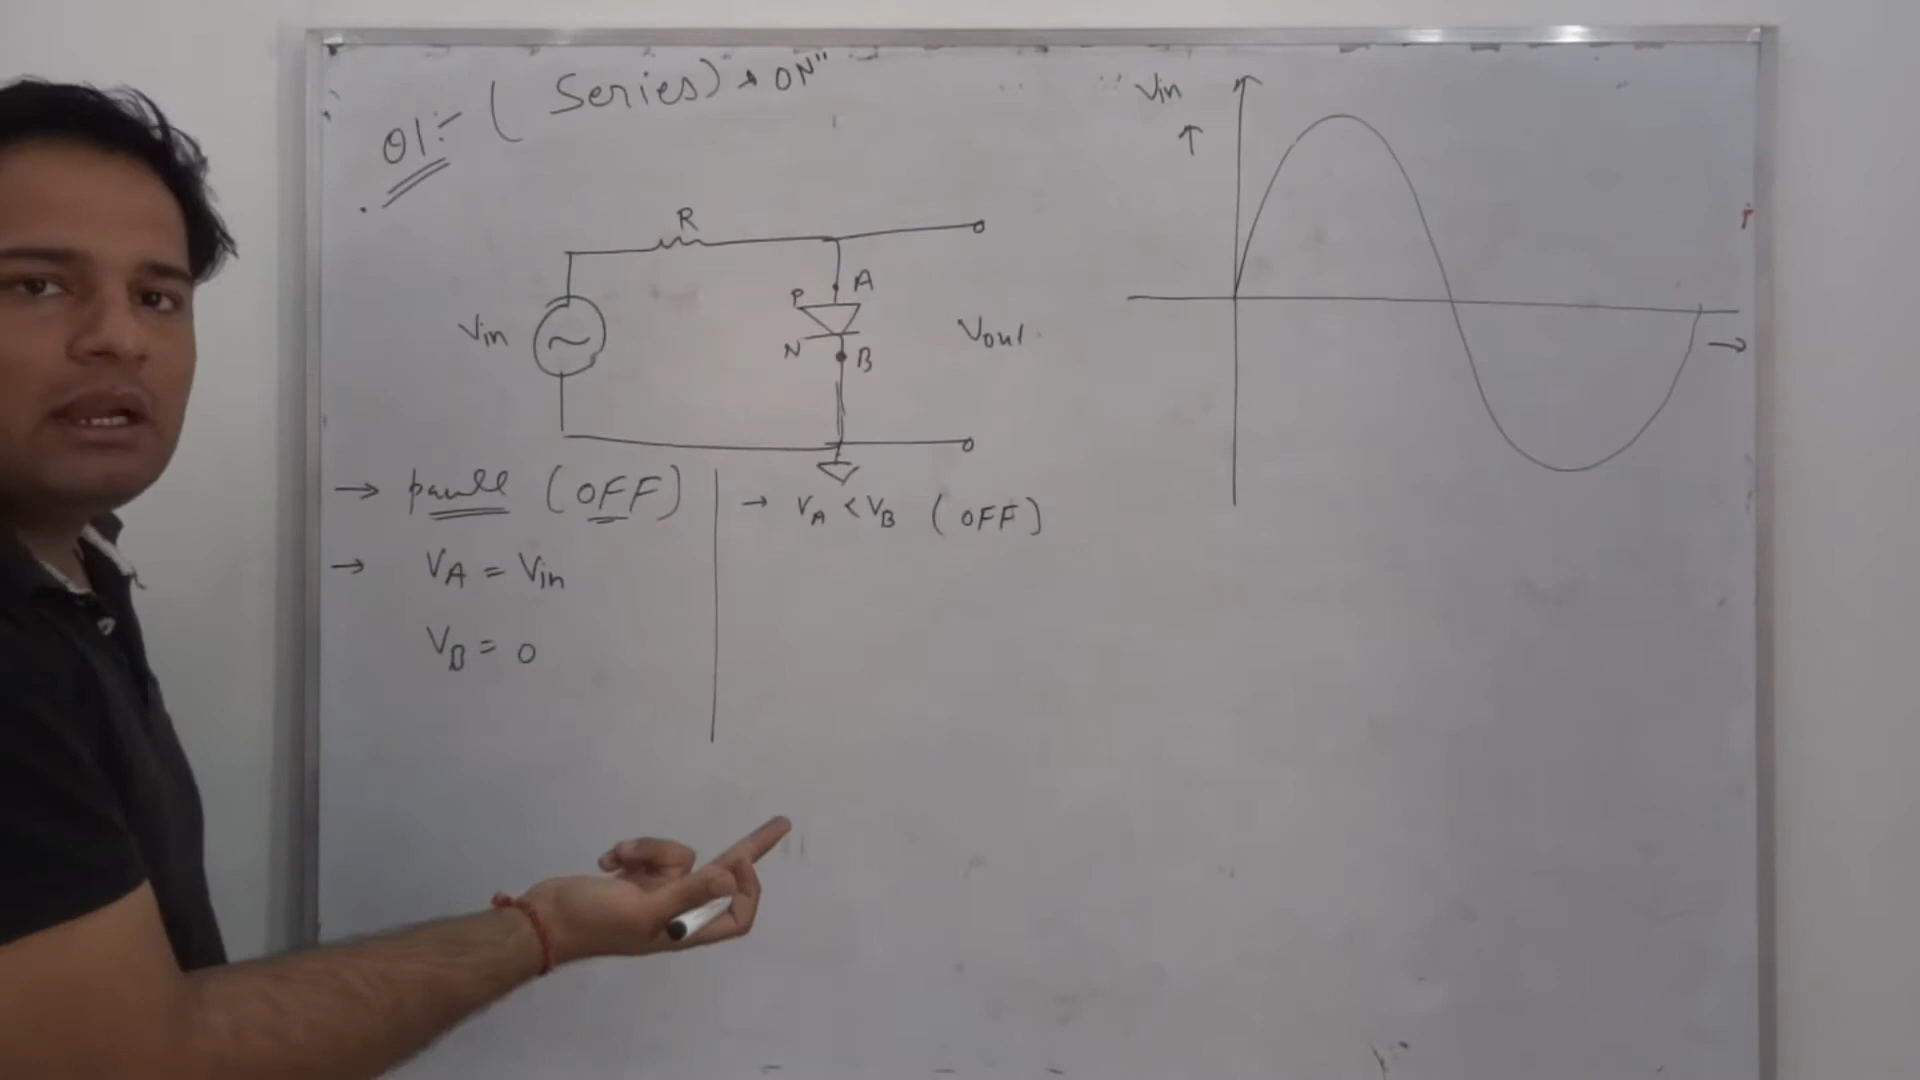 01:- ( Series) → ON"
R
Vin
P
A
N
B
Vout
→ parallel (OFF)
→ VA = Vin
VB = 0
→ VA < VB (OFF)
Vin
↑
→